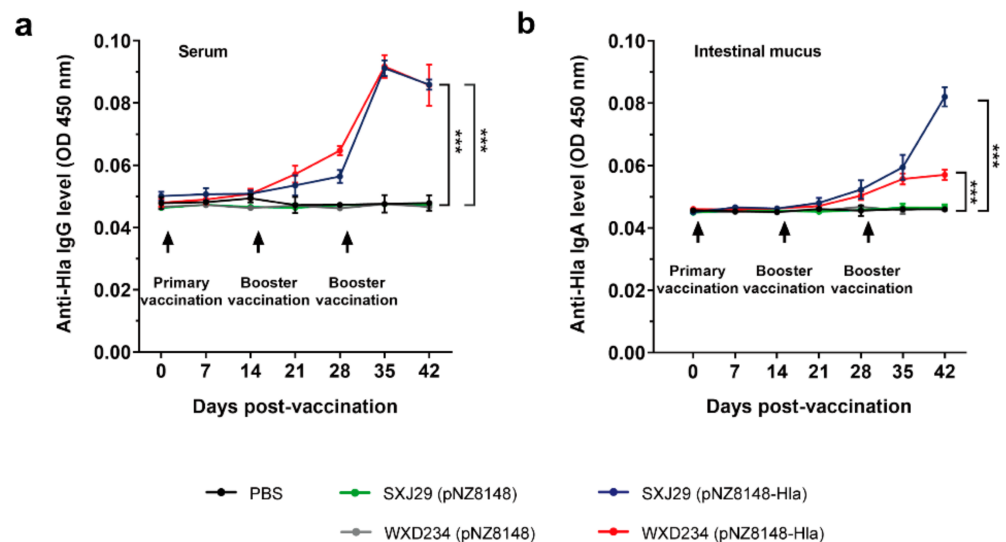 a
Serum
Anti-Hla IgG level (OD 450 nm)
0.10
0.08
0.06
0.04
0.02
0.00
***
***
Primary
vaccination
Booster
vaccination
Booster
vaccination
0 7 14 21 28 35 42
Days post-vaccination
b
Intestinal mucus
Anti-Hla IgA level (OD 450 nm)
0.10
0.08
0.06
0.04
0.02
0.00
***
***
Primary
vaccination
Booster
vaccination
Booster
vaccination
0 7 14 21 28 35 42
Days post-vaccination
PBS
SXJ29 (pNZ8148)
SXJ29 (pNZ8148-Hla)
WXD234 (pNZ8148)
WXD234 (pNZ8148-Hla)